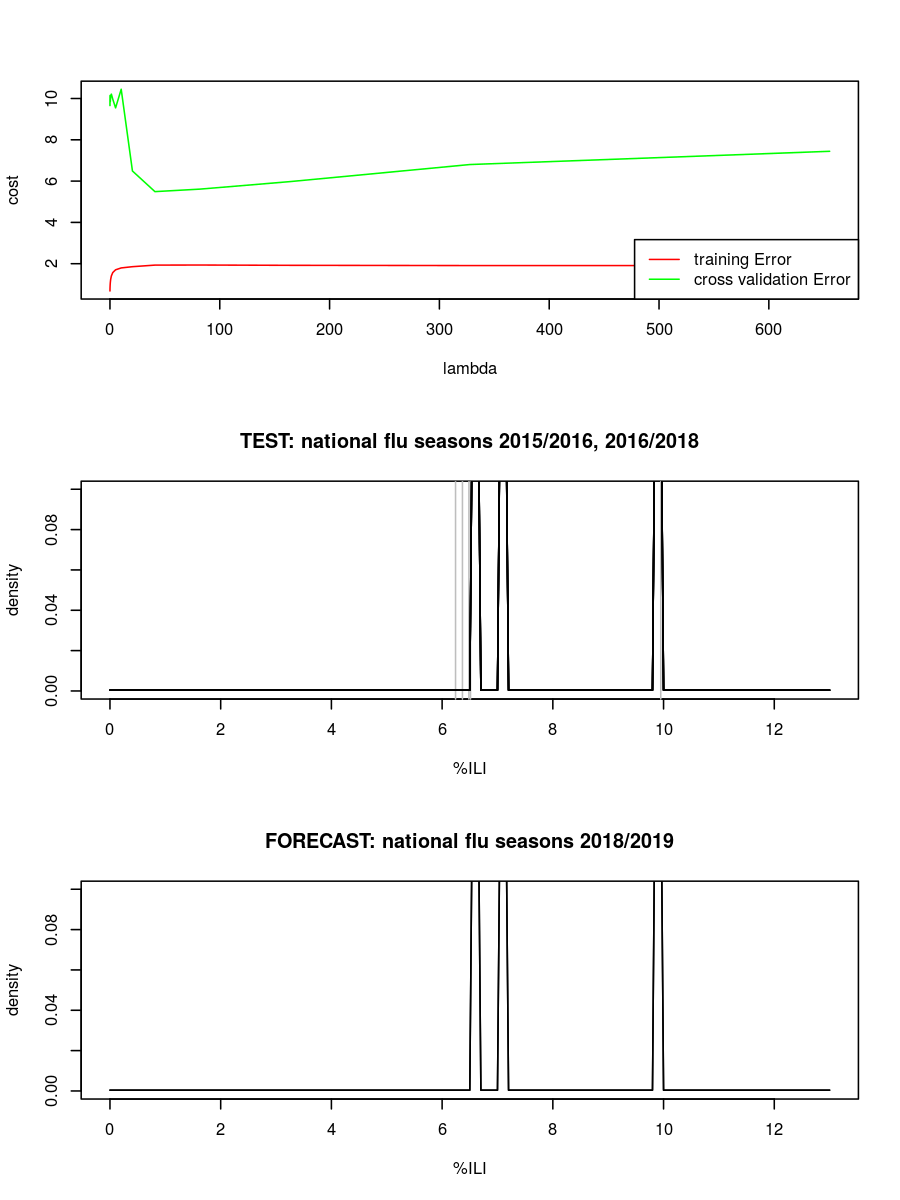 10
8
6
4
2
cost
training Error
cross validation Error
0 100 200 300 400 500 600
lambda
TEST: national flu seasons 2015/2016, 2016/2018
0.08
0.04
0.00
density
0 2 4 6 8 10 12
%ILI
FORECAST: national flu seasons 2018/2019
0.08
0.04
0.00
density
0 2 4 6 8 10 12
%ILI